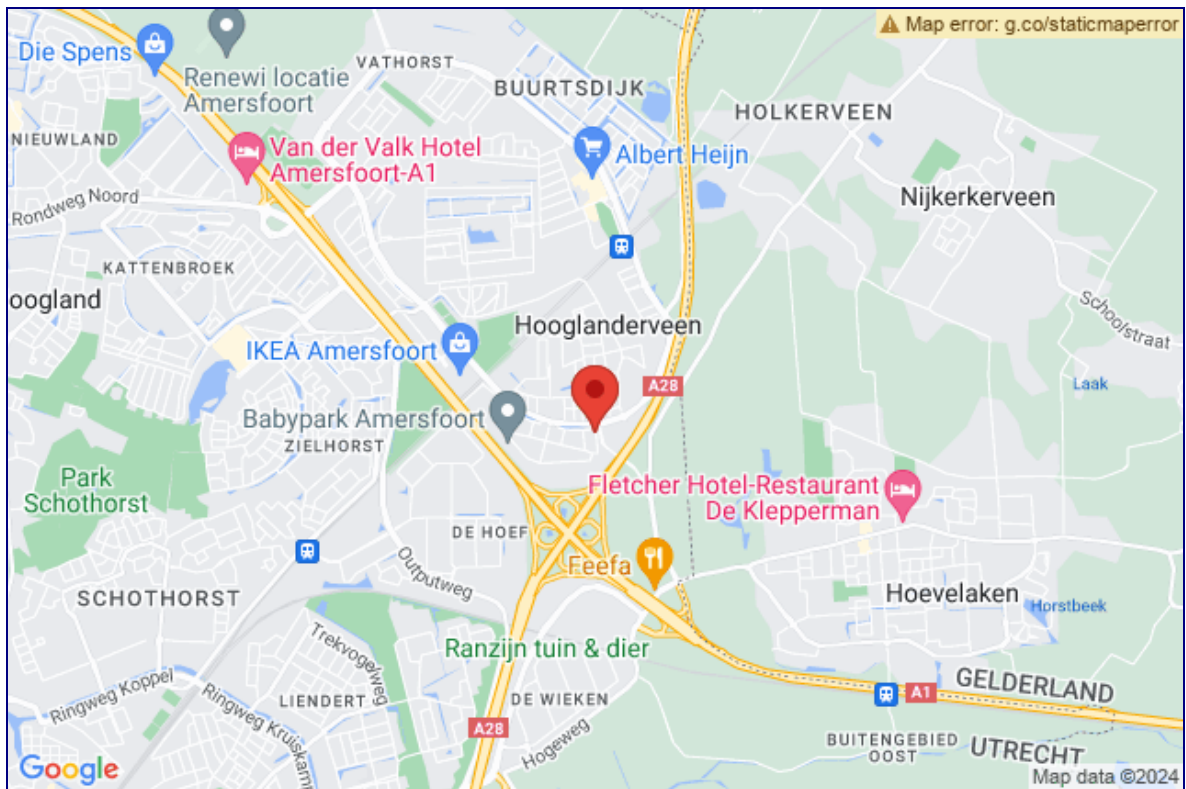 Map error: g.co/staticmaperror
Die Spens
VATHORST
Renewi locatie
Amersfoort
BUURTSDIJK
HOLKERVEEN
NIEUWLAND
Van der Valk Hotel
Amersfoort-A1
Albert Heijn
Nijkerkerveen
Rondweg Noord
KATTENBROEK
oogland
Schoolstraat
Hooglanderveen
IKEA Amersfoort
A28
Laak
Babypark Amersfoort
ZIELHORST
Park
Schothorst
Fletcher Hotel-Restaurant
De Klepperman
DE HOEF
Outputweg
Feefa
SCHOTHORST
Hoevelaken
Horstbeek
Trekvogelweg
Ranzijn tuin & dier
Ringweg Koppel
Ringweg Kruiskam
LIENDERT
DE WIEKEN
A1
GELDERLAND
A28
Hogeweg
BUITENGEBIED
OOST
UTRECHT
Google
Map data ©2024